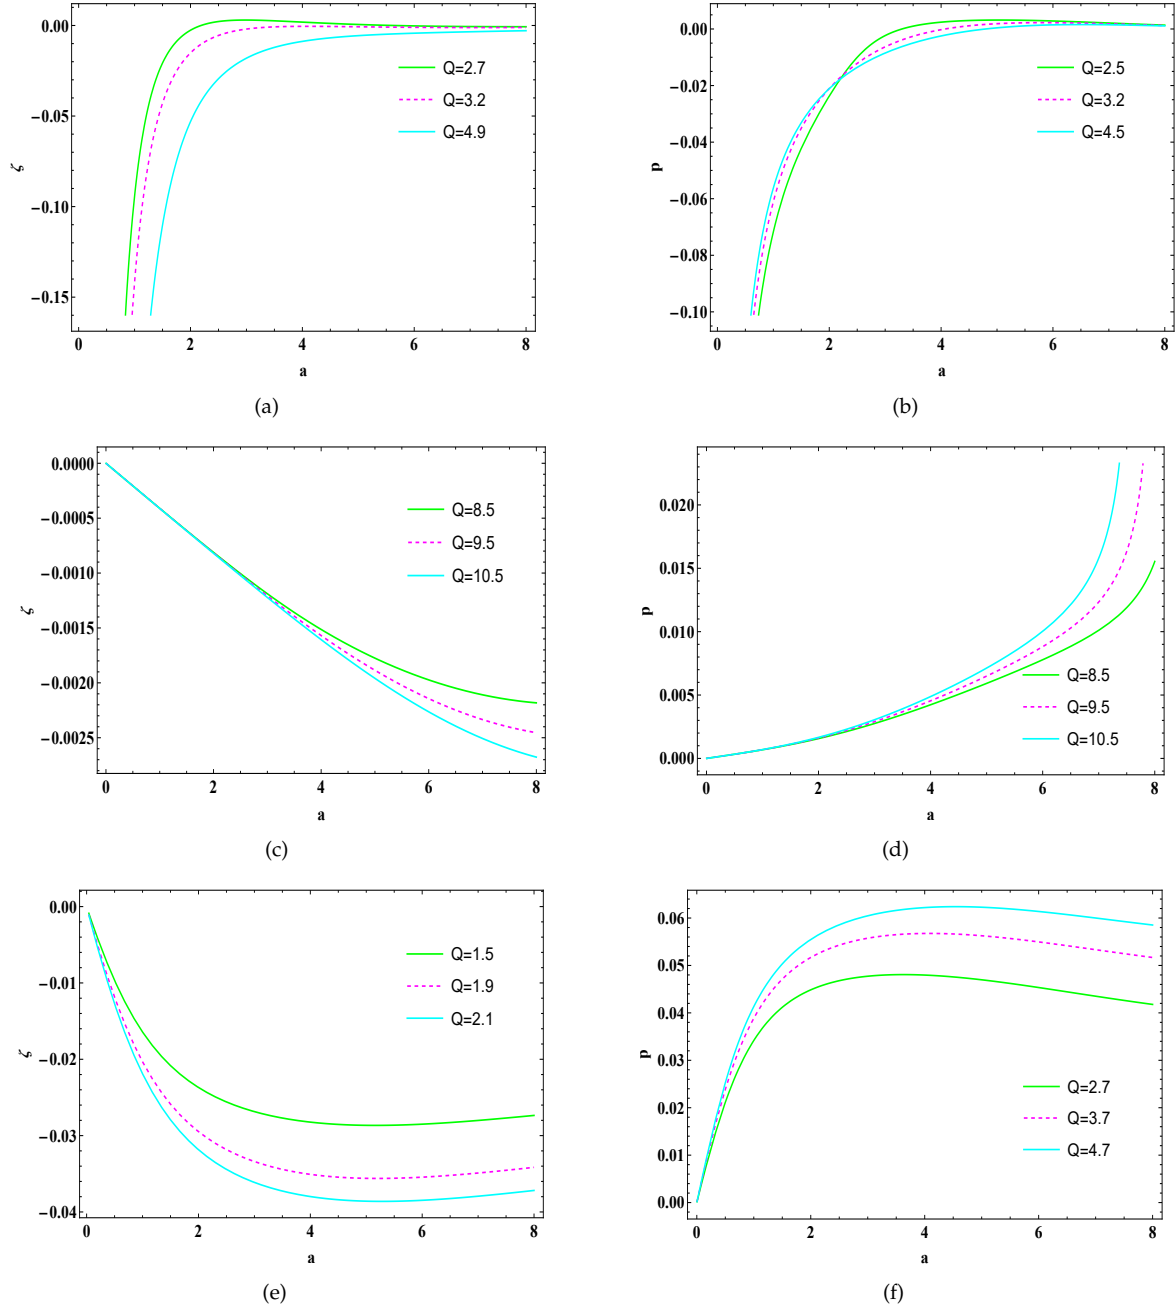 0.00
−0.05
−0.10
−0.15
ζ
0 2 4 6 8
a
Q=2.7
Q=3.2
Q=4.9
(a)
0.00
−0.02
−0.04
−0.06
−0.08
−0.10
p
0 2 4 6 8
a
Q=2.5
Q=3.2
Q=4.5
(b)
0.0000
−0.0005
−0.0010
−0.0015
−0.0020
−0.0025
ζ
0 2 4 6 8
a
Q=8.5
Q=9.5
Q=10.5
(c)
0.020
0.015
0.010
0.005
0.000
p
0 2 4 6 8
a
Q=8.5
Q=9.5
Q=10.5
(d)
0.00
−0.01
−0.02
−0.03
−0.04
ζ
0 2 4 6 8
a
Q=1.5
Q=1.9
Q=2.1
(e)
0.06
0.05
0.04
0.03
0.02
0.01
0.00
p
0 2 4 6 8
a
Q=2.7
Q=3.7
Q=4.7
(f)